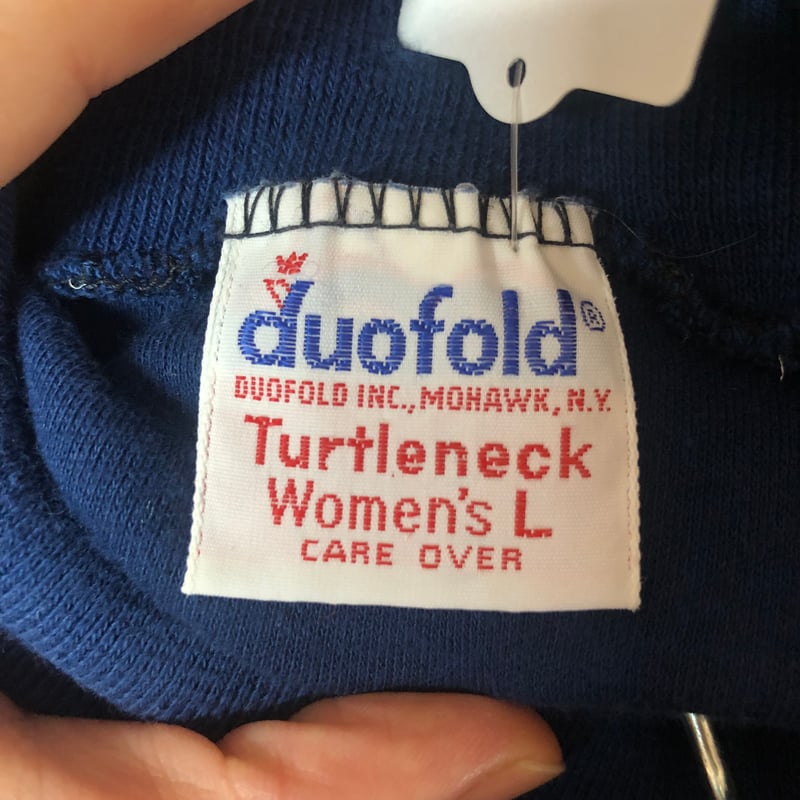 duofold®
DUOFOLD INC., MOHAWK, N.Y.
Turtleneck
Women's L
CARE OVER